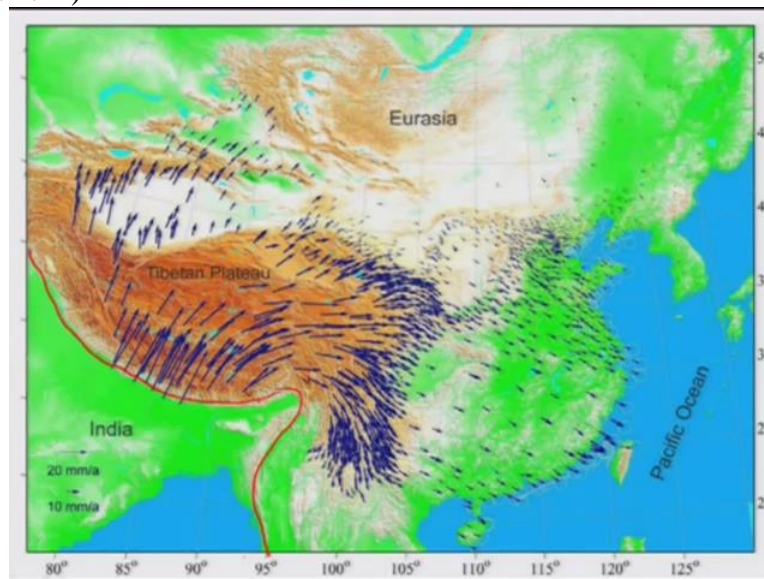 Eurasia
Tibetan Plateau
India
20 mm/a
10 mm/a
Pacific Ocean
80° 85° 90° 95° 100° 105° 110° 115° 120° 125°